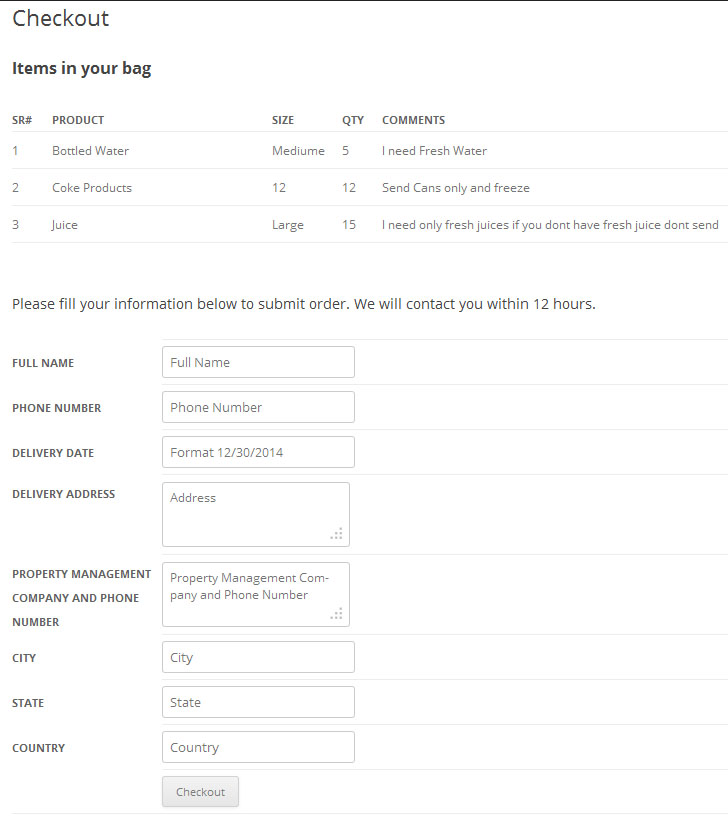 Checkout
Items in your bag
SR# PRODUCT SIZE QTY COMMENTS
1 Bottled Water Mediume 5 I need Fresh Water
2 Coke Products 12 12 Send Cans only and freeze
3 Juice Large 15 I need only fresh juices if you dont have fresh juice dont send
Please fill your information below to submit order. We will contact you within 12 hours.
FULL NAME Full Name
PHONE NUMBER Phone Number
DELIVERY DATE Format 12/30/2014
DELIVERY ADDRESS Address
PROPERTY MANAGEMENT
COMPANY AND PHONE
NUMBER
Property Management Com-
pany and Phone Number
CITY City
STATE State
COUNTRY Country
Checkout